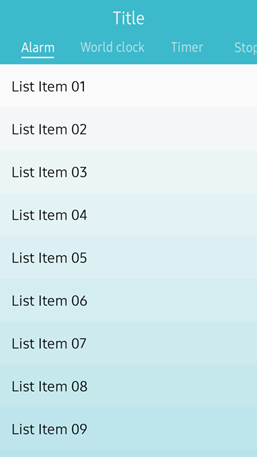 Title
Alarm World clock Timer Stop
List Item 01
List Item 02
List Item 03
List Item 04
List Item 05
List Item 06
List Item 07
List Item 08
List Item 09